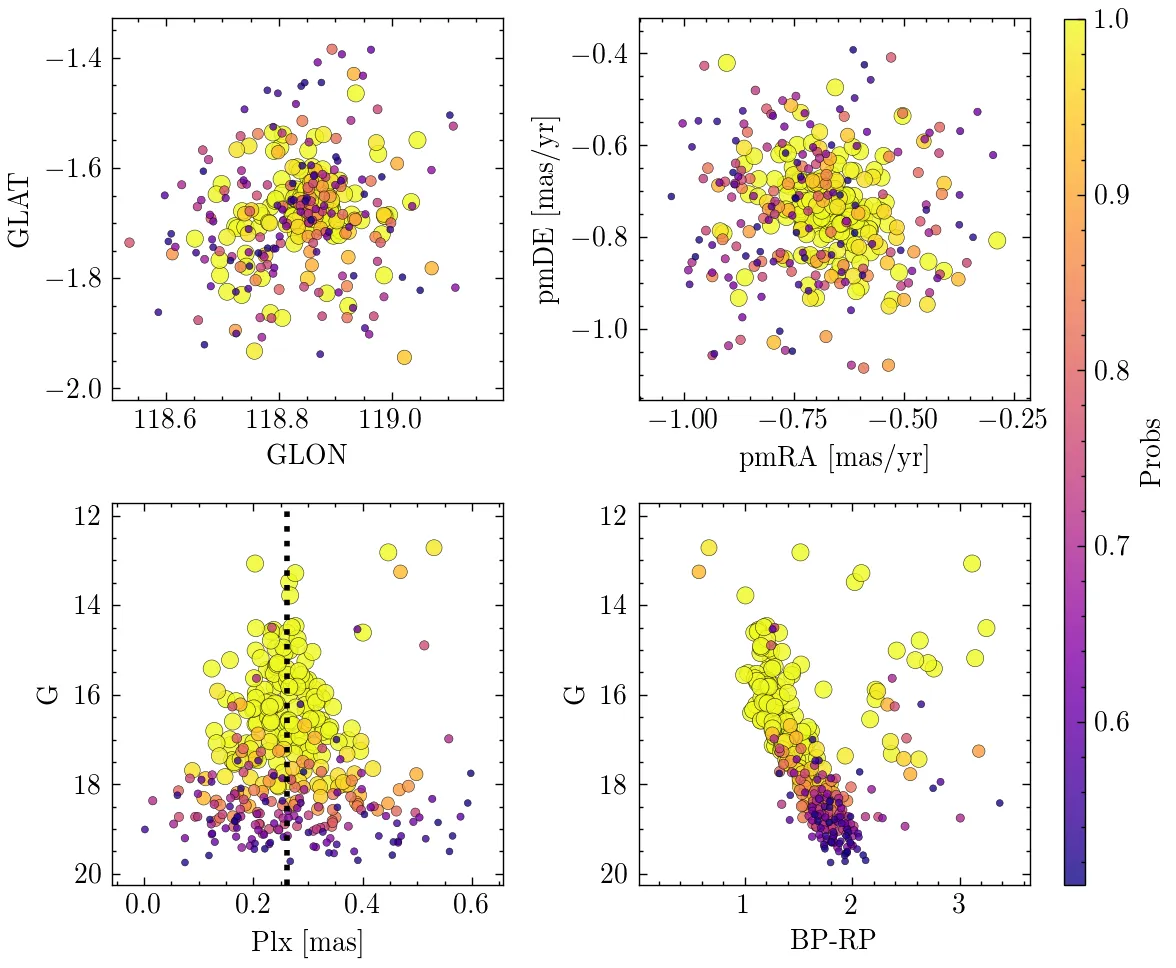 −1.4
−1.6
−1.8
−2.0
GLAT
118.6 118.8 119.0
GLON
−0.4
−0.6
−0.8
−1.0
pmDE [mas/yr]
−1.00 −0.75 −0.50 −0.25
pmRA [mas/yr]
1.0
0.9
0.8
0.7
0.6
Probs
12
14
16
18
20
G
0.0 0.2 0.4 0.6
Plx [mas]
12
14
16
18
20
G
1 2 3
BP-RP